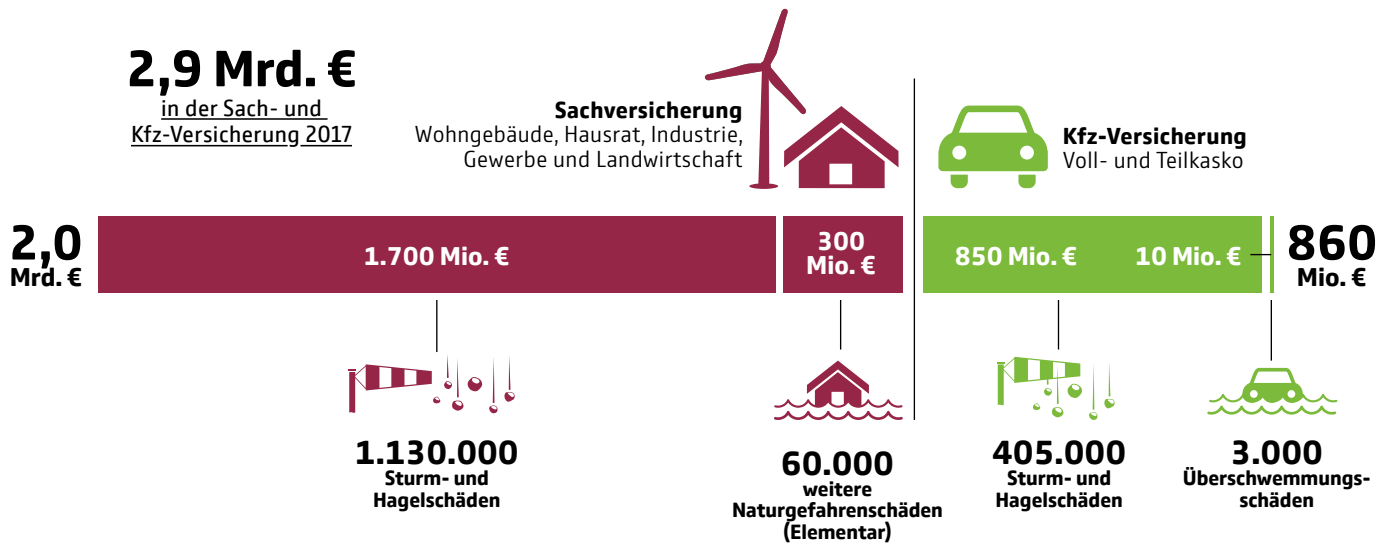 2,9 Mrd. €
in der Sach- und
Kfz-Versicherung 2017
Sachversicherung
Wohngebäude, Hausrat, Industrie,
Gewerbe und Landwirtschaft
Kfz-Versicherung
Voll- und Teilkasko
2,0
Mrd. €
1.700 Mio. €
300
Mio. €
850 Mio. €
10 Mio. €
860
Mio. €
1.130.000
Sturm- und
Hagelschäden
60.000
weitere
Naturgefahrenschäden
(Elementar)
405.000
Sturm- und
Hagelschäden
3.000
Überschwemmungs-
schäden